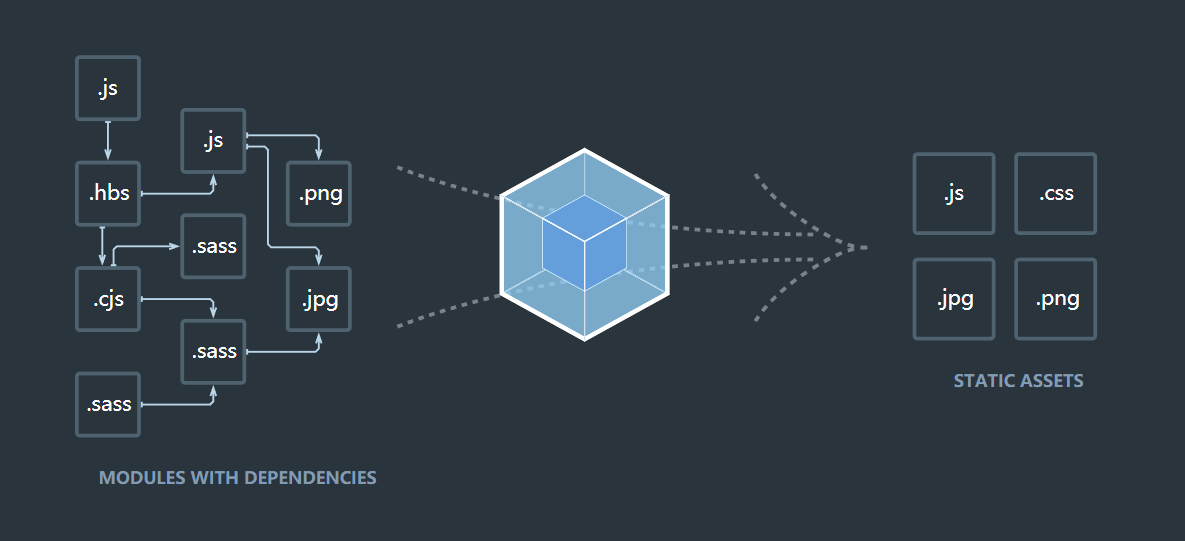 .js
.js
.hbs
.png
.sass
.cjs
.jpg
.sass
.sass
MODULES WITH DEPENDENCIES
.js
.css
.jpg
.png
STATIC ASSETS